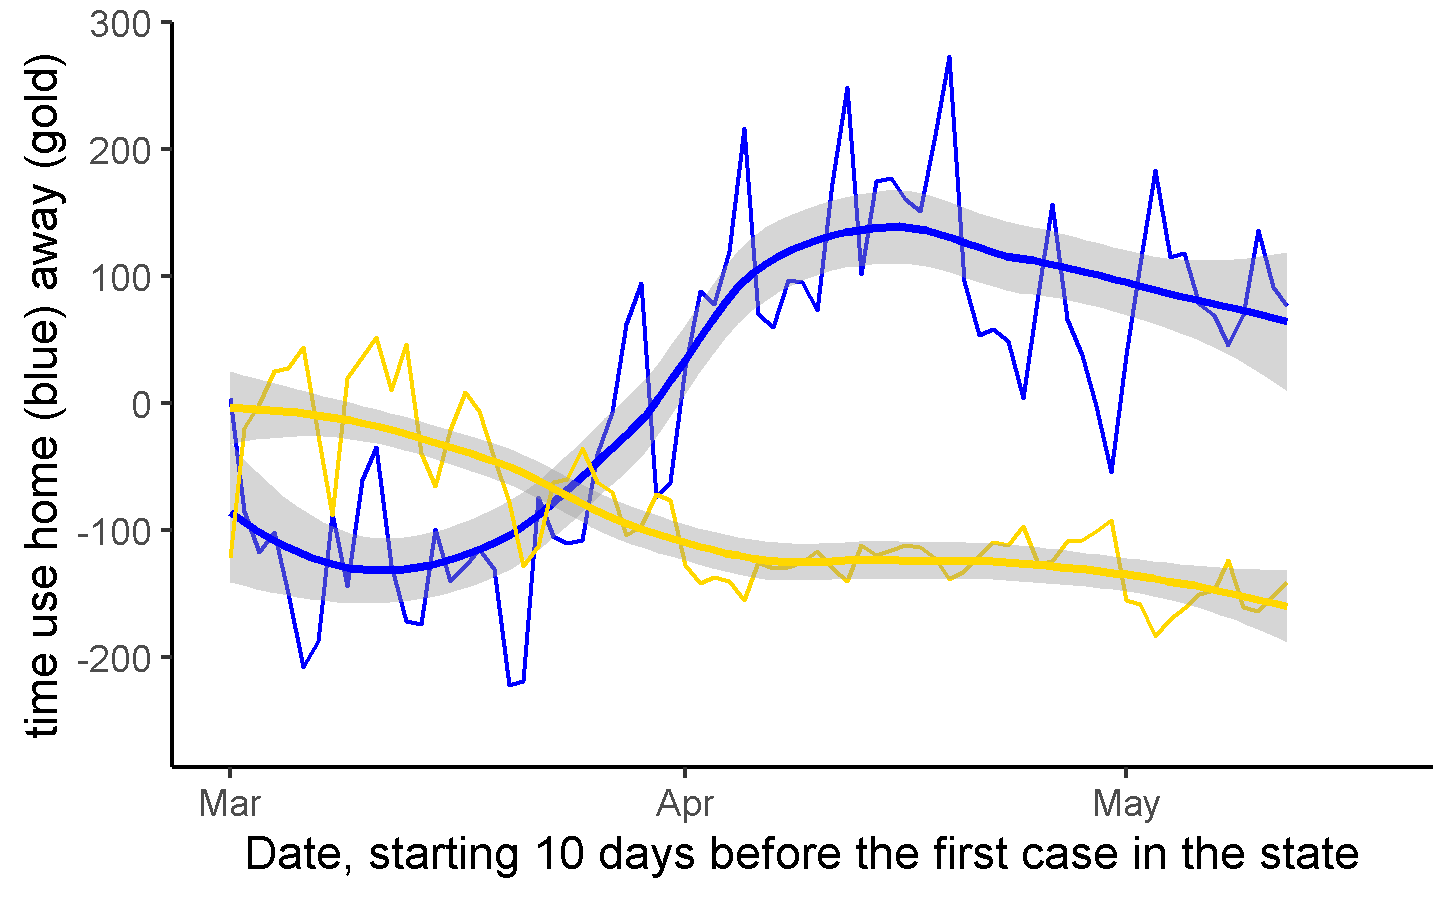 time use home (blue) away (gold)
300
200
100
0
-100
-200
Mar
Apr
May
Date, starting 10 days before the first case in the state